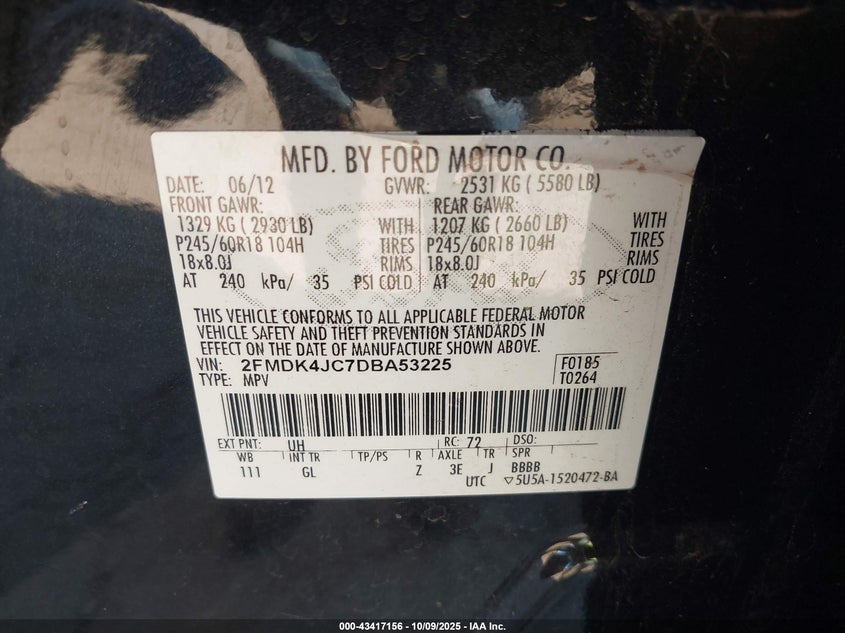 MFD. BY FORD MOTOR CO.
DATE: 06/12 GVWR: 2531 KG ( 5580 LB)
FRONT GAWR: REAR GAWR:
1329 KG ( 2930 LB) WITH 1207 KG ( 2660 LB) WITH
P245/60R18 104H TIRES P245/60R18 104H TIRES
18x8.0J RIMS 18x8.0J RIMS
AT 240 kPa/ 35 PSI COLD AT 240 kPa/ 35 PSI COLD
THIS VEHICLE CONFORMS TO ALL APPLICABLE FEDERAL MOTOR
VEHICLE SAFETY AND THEFT PREVENTION STANDARDS IN
EFFECT ON THE DATE OF MANUFACTURE SHOWN ABOVE.
VIN: 2FMDK4JC7DBA53225 F0185
TYPE: MPV T0264
EXT PNT: UH RC: 72 DSO:
WB INT TR TP/PS R AXLE TR SPR
111 GL Z 3E J BBBB
UTC ▽5U5A-1520472-BA
000-43417156 - 10/09/2025 - IAA Inc.